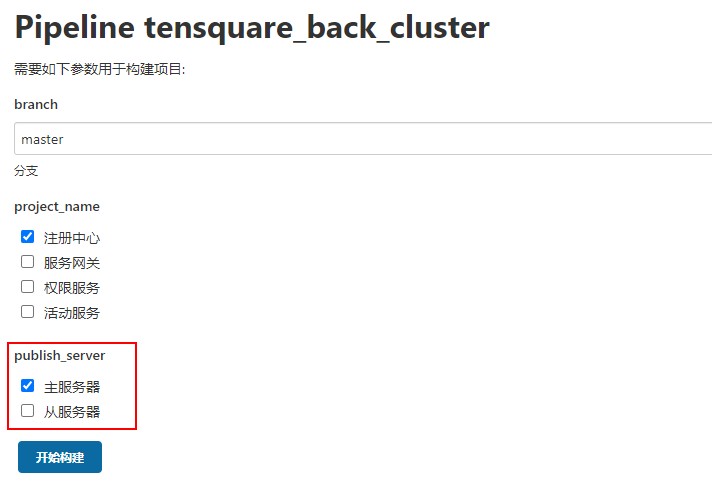 Pipeline tensquare_back_cluster
需要如下参数用于构建项目:
branch
master
分支
project_name
注册中心
服务网关
权限服务
活动服务
publish_server
主服务器
从服务器
开始构建